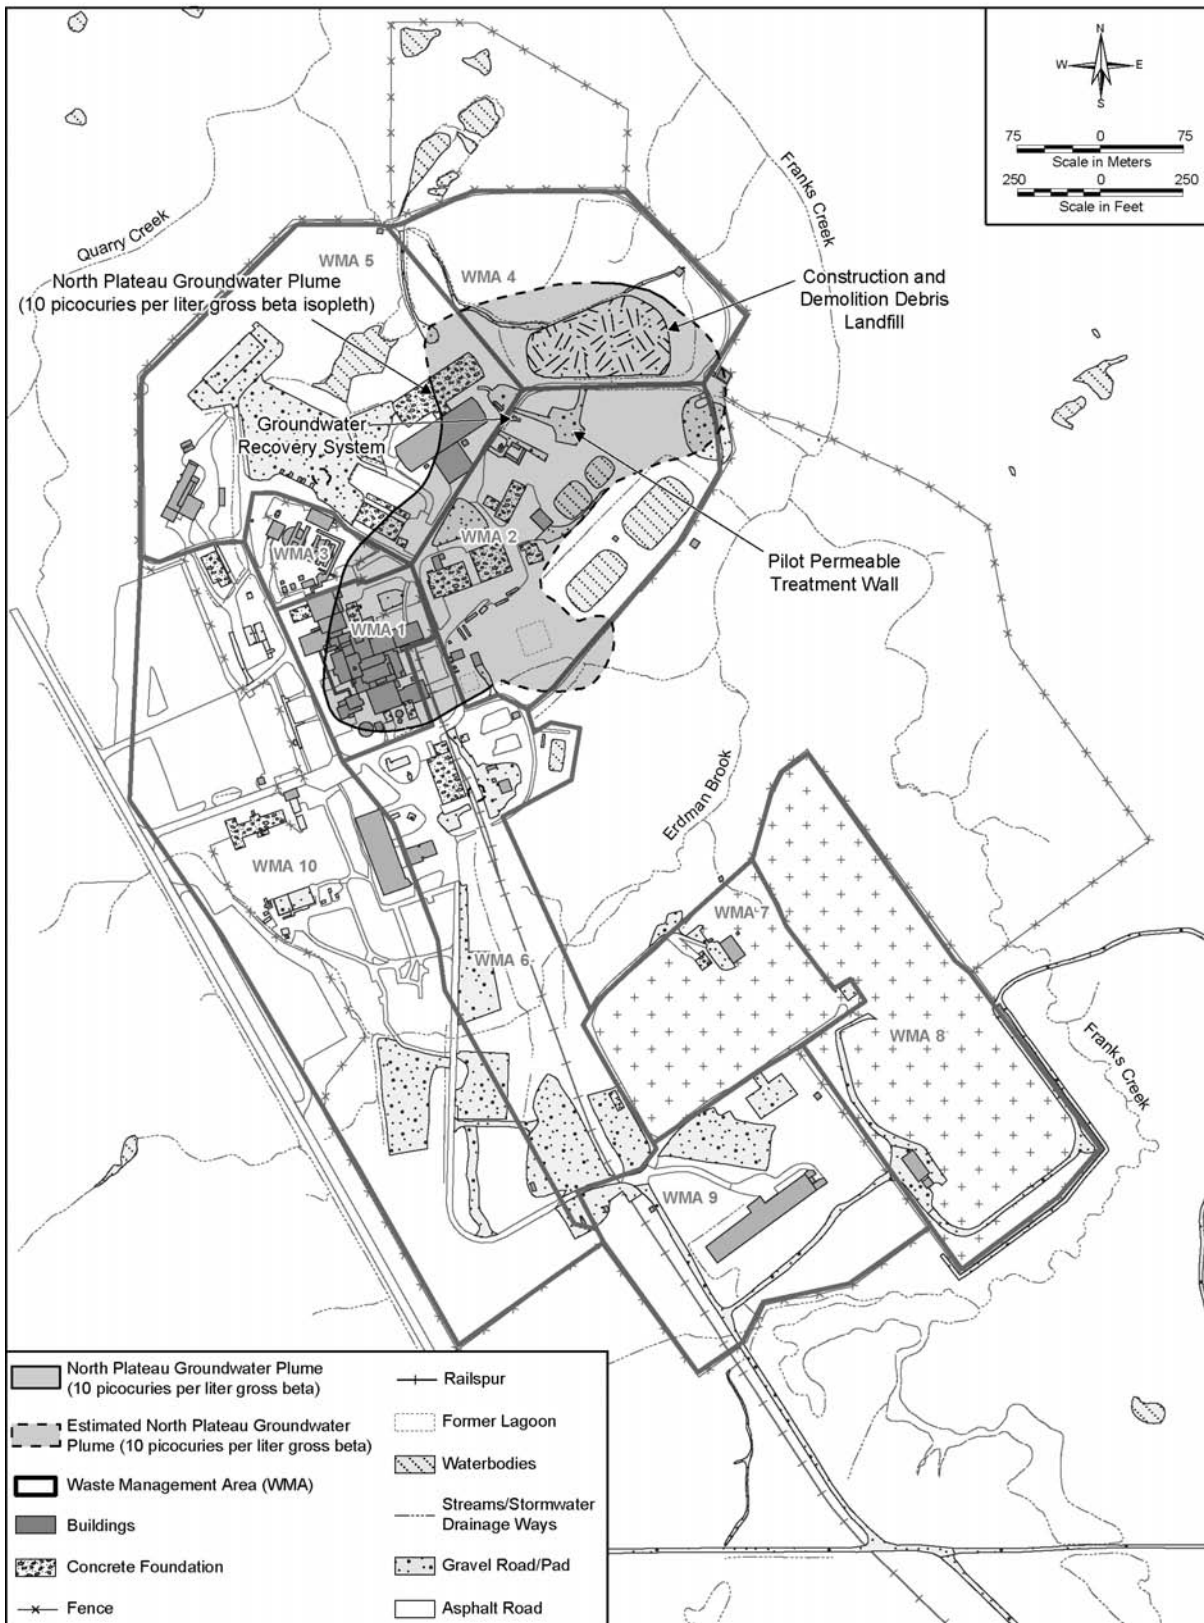 N
W E
S
75 0 75
Scale in Meters
250 0 250
Scale in Feet
Franks Creek
Quarry Creek
WMA 5
North Plateau Groundwater Plume
(10 picocuries per liter gross beta isopleth)
WMA 4
Construction and
Demolition Debris
Landfill
Groundwater
Recovery System
WMA 3
WMA 2
Pilot Permeable
Treatment Wall
WMA 1
Erdman Brook
WMA 10
WMA 7
WMA 6
WMA 8
Franks Creek
WMA 9
North Plateau Groundwater Plume
(10 picocuries per liter gross beta)
Estimated North Plateau Groundwater
Plume (10 picocuries per liter gross beta)
Waste Management Area (WMA)
Buildings
Concrete Foundation
Fence
Railspur
Former Lagoon
Waterbodies
Streams/Stormwater
Drainage Ways
Gravel Road/Pad
Asphalt Road